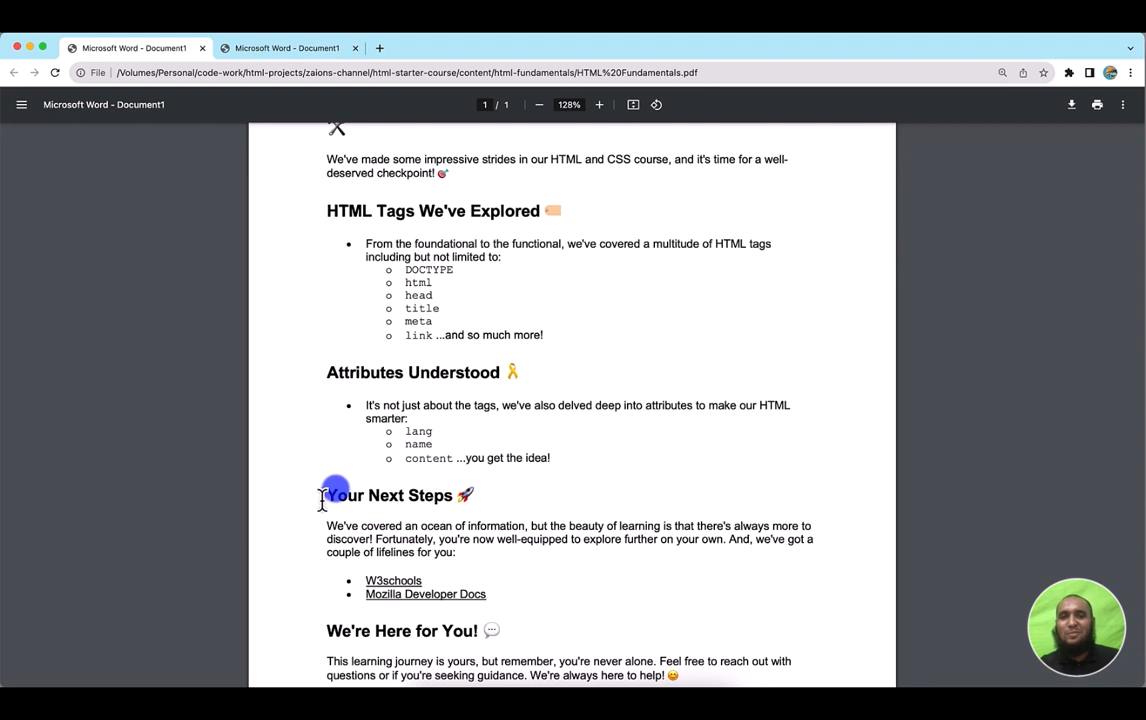 Microsoft Word - Document1
Microsoft Word - Document1
File /Volumes/Personal/code-work/html-projects/zaions-channel/html-starter-course/content/html-fundamentals/HTML%20Fundamentals.pdf
Microsoft Word - Document1
1 / 1
128%
We've made some impressive strides in our HTML and CSS course, and it's time for a well-
deserved checkpoint! 🎯
HTML Tags We've Explored 🏷️
• From the foundational to the functional, we've covered a multitude of HTML tags
including but not limited to:
o DOCTYPE
o html
o head
o title
o meta
o link ...and so much more!
Attributes Understood 🎗️
• It's not just about the tags, we've also delved deep into attributes to make our HTML
smarter:
o lang
o name
o content ...you get the idea!
Your Next Steps 🚀
We've covered an ocean of information, but the beauty of learning is that there's always more to
discover! Fortunately, you're now well-equipped to explore further on your own. And, we've got a
couple of lifelines for you:
• W3schools
• Mozilla Developer Docs
We're Here for You! 💬
This learning journey is yours, but remember, you're never alone. Feel free to reach out with
questions or if you're seeking guidance. We're always here to help! 😊